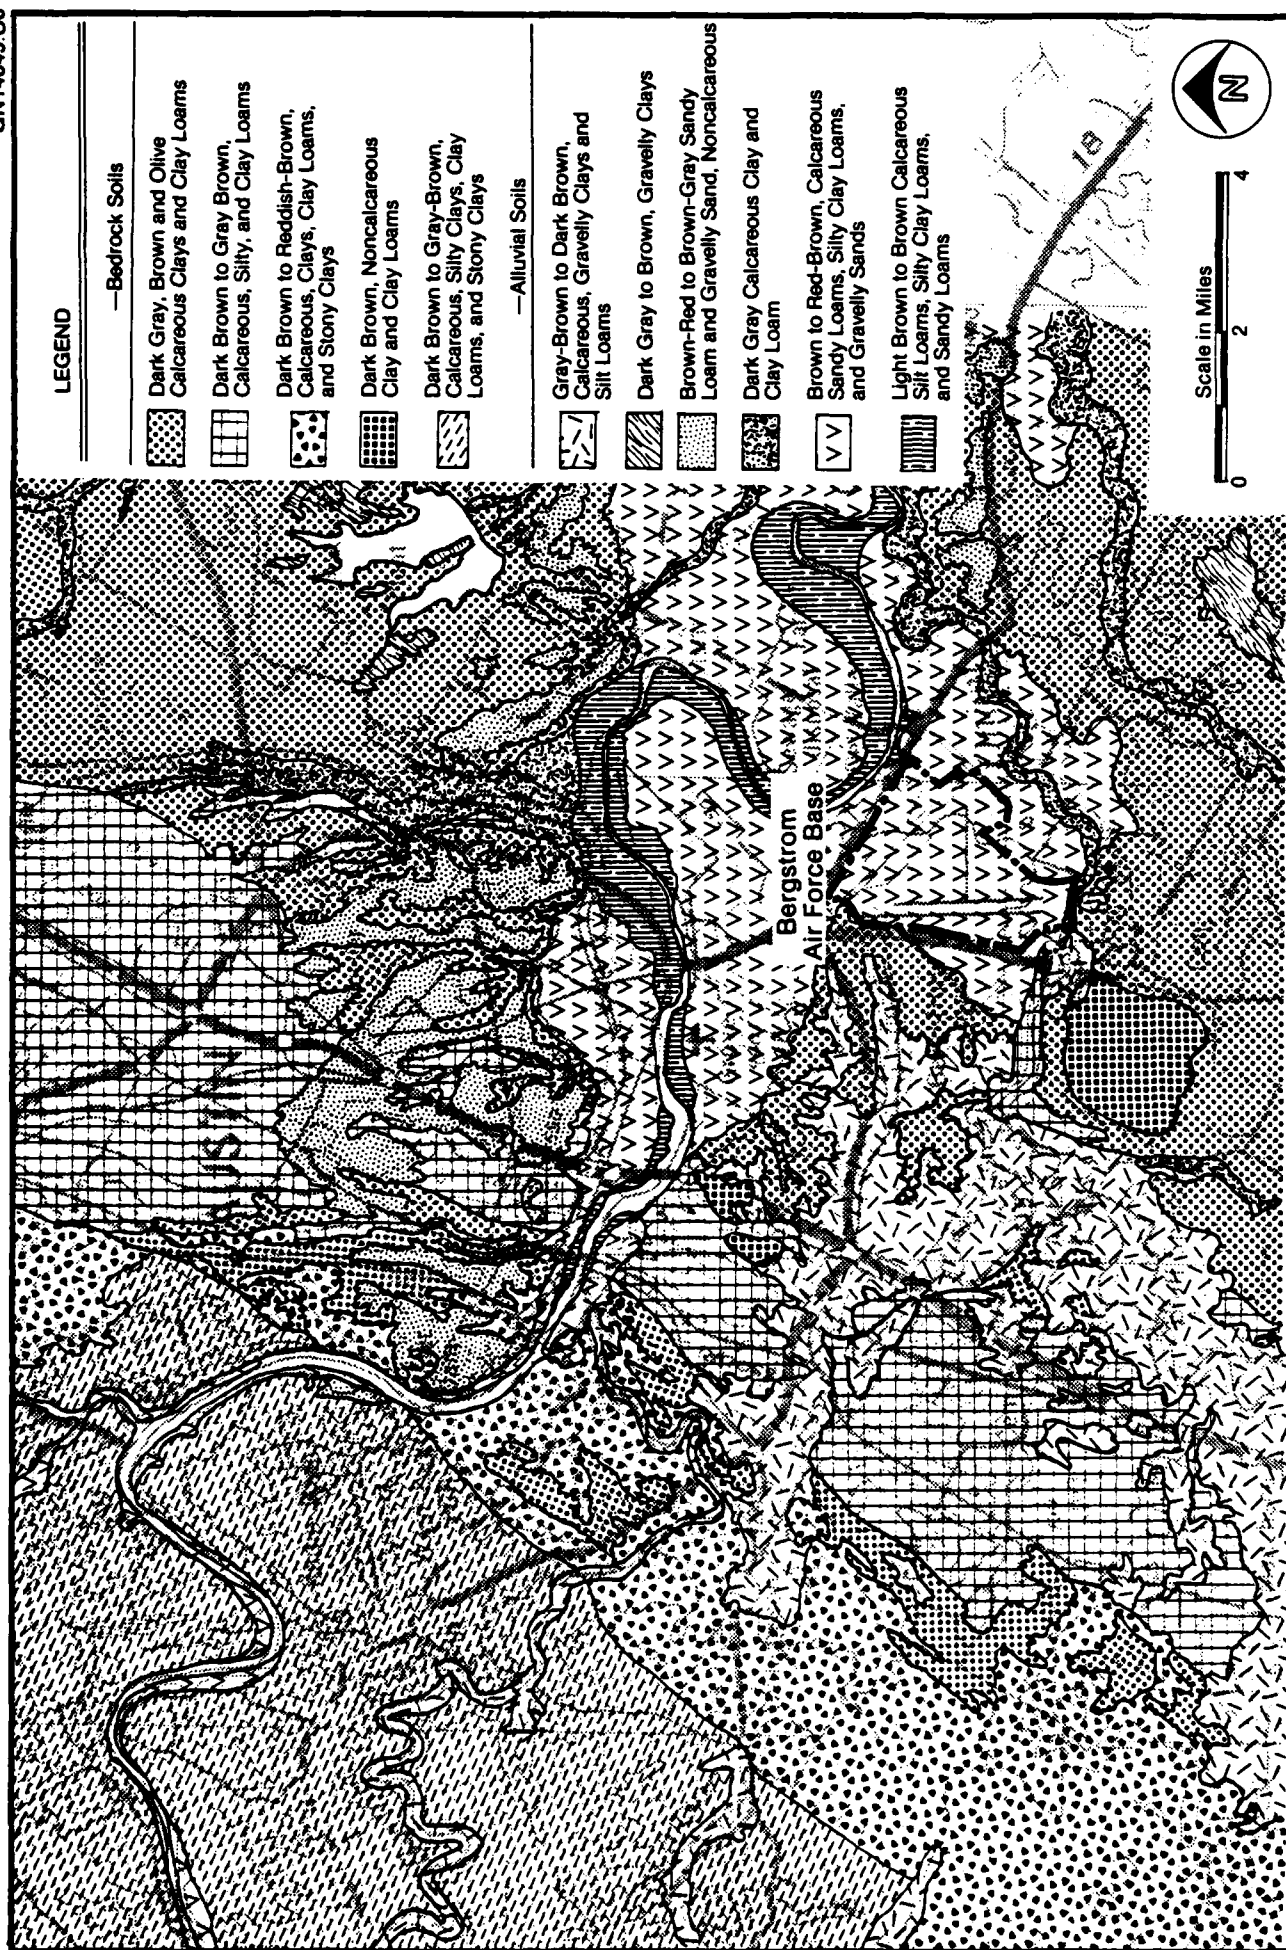 LEGEND
—Bedrock Soils
Dark Gray, Brown and Olive
Calcareous Clays and Clay Loams
Dark Brown to Gray Brown,
Calcareous, Silty, and Clay Loams
Dark Brown to Reddish-Brown,
Calcareous, Clays, Clay Loams,
and Stony Clays
Dark Brown, Noncalcareous
Clay and Clay Loams
Dark Brown to Gray-Brown,
Calcareous, Silty Clays, Clay
Loams, and Stony Clays
—Alluvial Soils
Gray-Brown to Dark Brown,
Calcareous, Gravelly Clays and
Silt Loams
Dark Gray to Brown, Gravelly Clays
Brown-Red to Brown-Gray Sandy
Loam and Gravelly Sand, Noncalcareous
Dark Gray Calcareous Clay and
Clay Loam
Brown to Red-Brown, Calcareous
Sandy Loams, Silty Clay Loams,
and Gravelly Sands
Light Brown to Brown Calcareous
Silt Loams, Silty Clay Loams,
and Sandy Loams
Bergstrom
Air Force Base
18
Scale in Miles
0 2 4
N